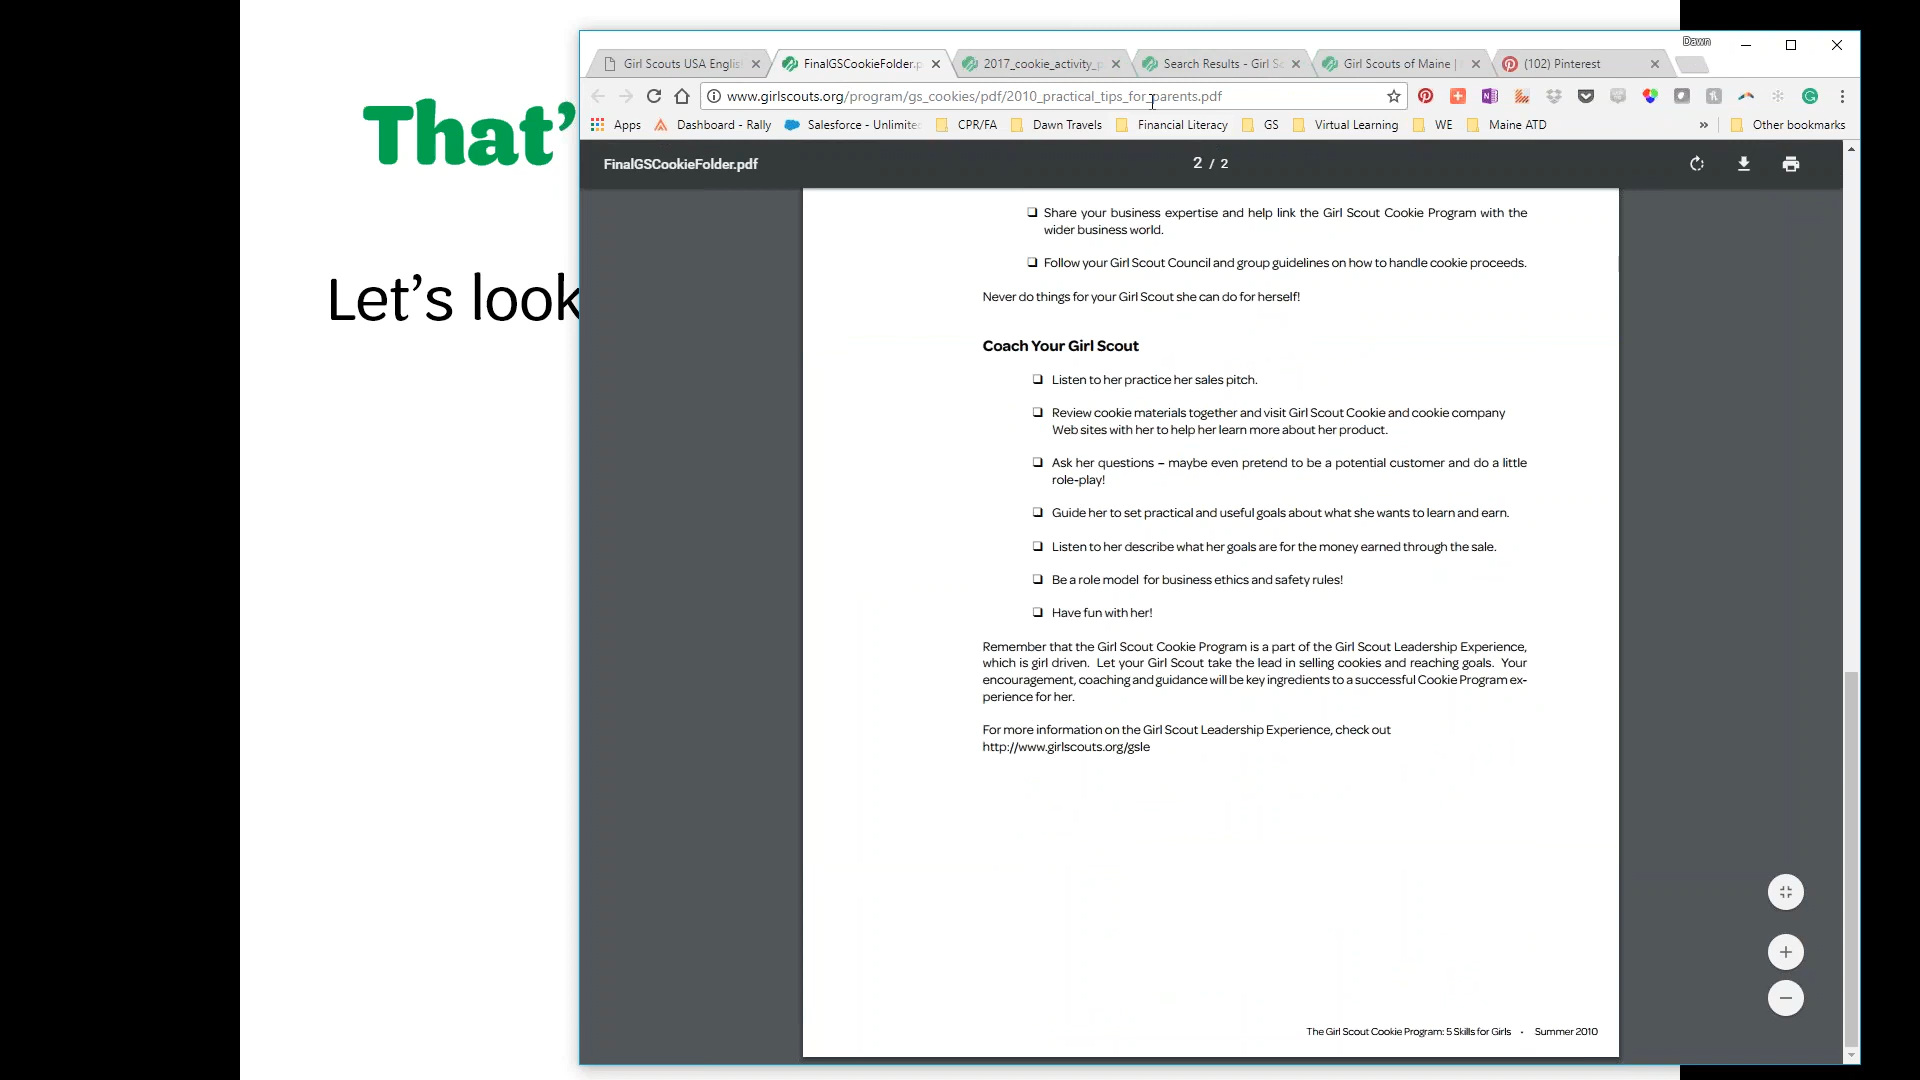 That'
Let's look
Dawn
Girl Scouts USA Englis
FinalGSCookieFolder.p
2017_cookie_activity_p
Search Results - Girl Sc
Girl Scouts of Maine |
(102) Pinterest
www.girlscouts.org/program/gs_cookies/pdf/2010_practical_tips_for_parents.pdf
Apps
Dashboard - Rally
Salesforce - Unlimite
CPR/FA
Dawn Travels
Financial Literacy
GS
Virtual Learning
WE
Maine ATD
»
Other bookmarks
FinalGSCookieFolder.pdf
2 / 2
❑ Share your business expertise and help link the Girl Scout Cookie Program with the
wider business world.
❑ Follow your Girl Scout Council and group guidelines on how to handle cookie proceeds.
Never do things for your Girl Scout she can do for herself!
Coach Your Girl Scout
❑ Listen to her practice her sales pitch.
❑ Review cookie materials together and visit Girl Scout Cookie and cookie company
Web sites with her to help her learn more about her product.
❑ Ask her questions – maybe even pretend to be a potential customer and do a little
role-play!
❑ Guide her to set practical and useful goals about what she wants to learn and earn.
❑ Listen to her describe what her goals are for the money earned through the sale.
❑ Be a role model for business ethics and safety rules!
❑ Have fun with her!
Remember that the Girl Scout Cookie Program is a part of the Girl Scout Leadership Experience,
which is girl driven. Let your Girl Scout take the lead in selling cookies and reaching goals. Your
encouragement, coaching and guidance will be key ingredients to a successful Cookie Program ex-
perience for her.
For more information on the Girl Scout Leadership Experience, check out
http://www.girlscouts.org/gsle
The Girl Scout Cookie Program: 5 Skills for Girls · Summer 2010